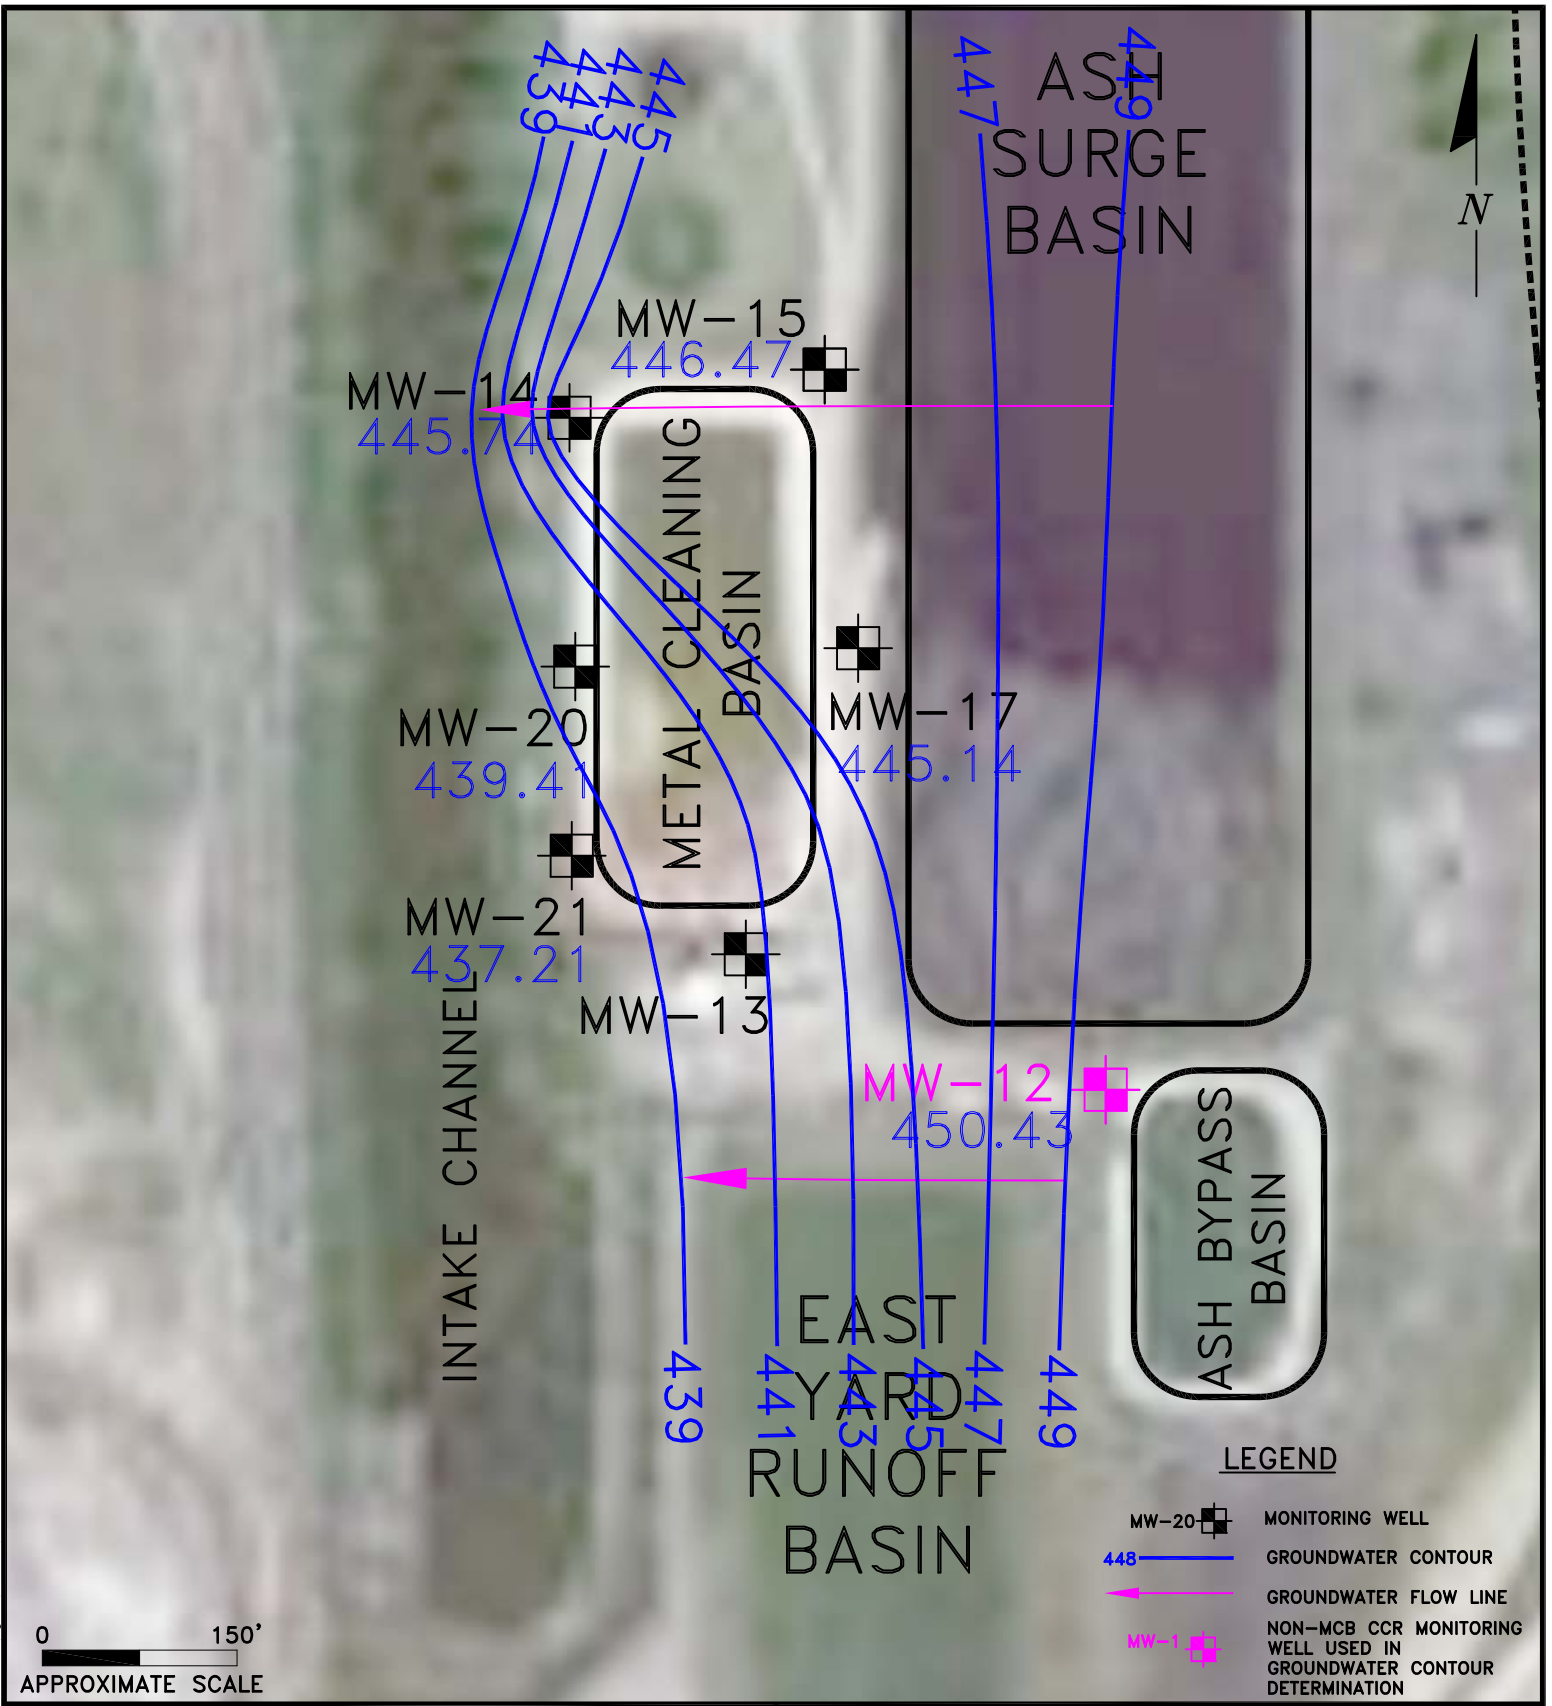 439
441
443
445
447
449
ASH
SURGE
BASIN
N
MW-15
446.47
MW-14
445.74
METAL CLEANING
BASIN
MW-17
445.14
MW-20
439.41
MW-21
437.21
MW-13
INTAKE CHANNEL
MW-12
450.43
ASH BYPASS
BASIN
EAST
YARD
RUNOFF
BASIN
439
441
443
445
447
449
LEGEND
MW-20 MONITORING WELL
448 GROUNDWATER CONTOUR
GROUNDWATER FLOW LINE
MW-1 NON-MCB CCR MONITORING
WELL USED IN
GROUNDWATER CONTOUR
DETERMINATION
0 150'
APPROXIMATE SCALE